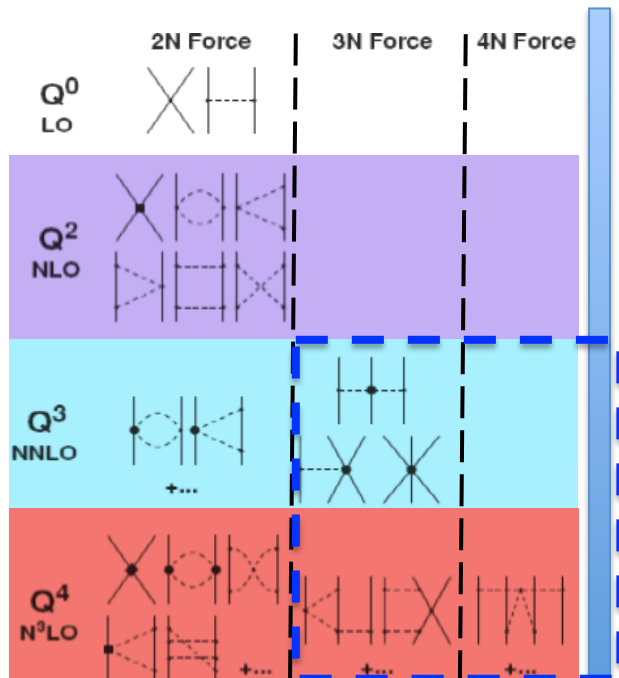 2N Force 3N Force 4N Force
Q⁰
LO
Q²
NLO
Q³
NNLO
+...
Q⁴
N³LO
+... +... +...